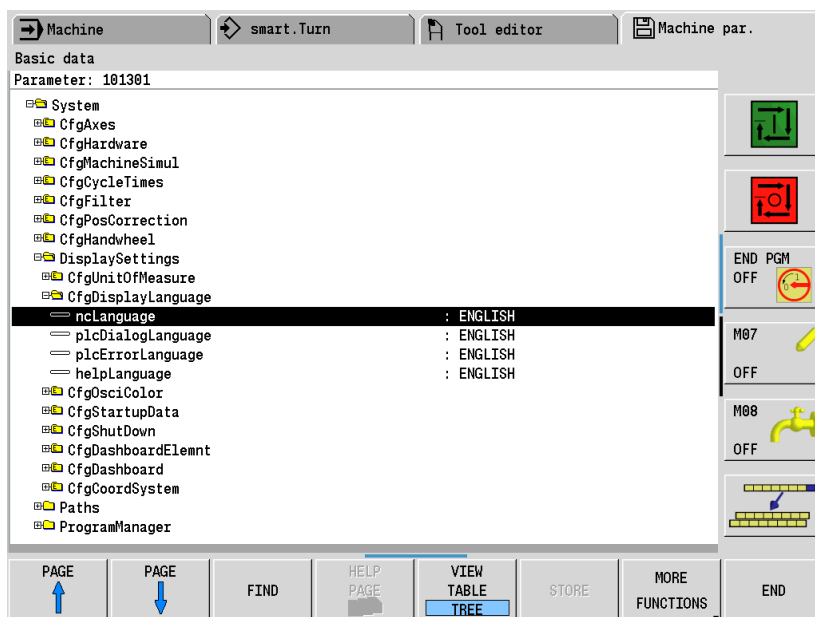 Machine smart.Turn Tool editor Machine par.
Basic data
Parameter: 101301
System
CfgAxes
CfgHardware
CfgMachineSimul
CfgCycleTimes
CfgFilter
CfgPosCorrection
CfgHandwheel
DisplaySettings
CfgUnitOfMeasure
CfgDisplayLanguage
ncLanguage : ENGLISH
plcDialogLanguage : ENGLISH
plcErrorLanguage : ENGLISH
helpLanguage : ENGLISH
CfgOsciColor
CfgStartupData
CfgShutDown
CfgDashboardElemnt
CfgDashboard
CfgCoordSystem
Paths
ProgramManager
END PGM
OFF
M07
OFF
M08
OFF
PAGE
PAGE
FIND
HELP
PAGE
VIEW
TABLE
TREE
STORE
MORE
FUNCTIONS
END